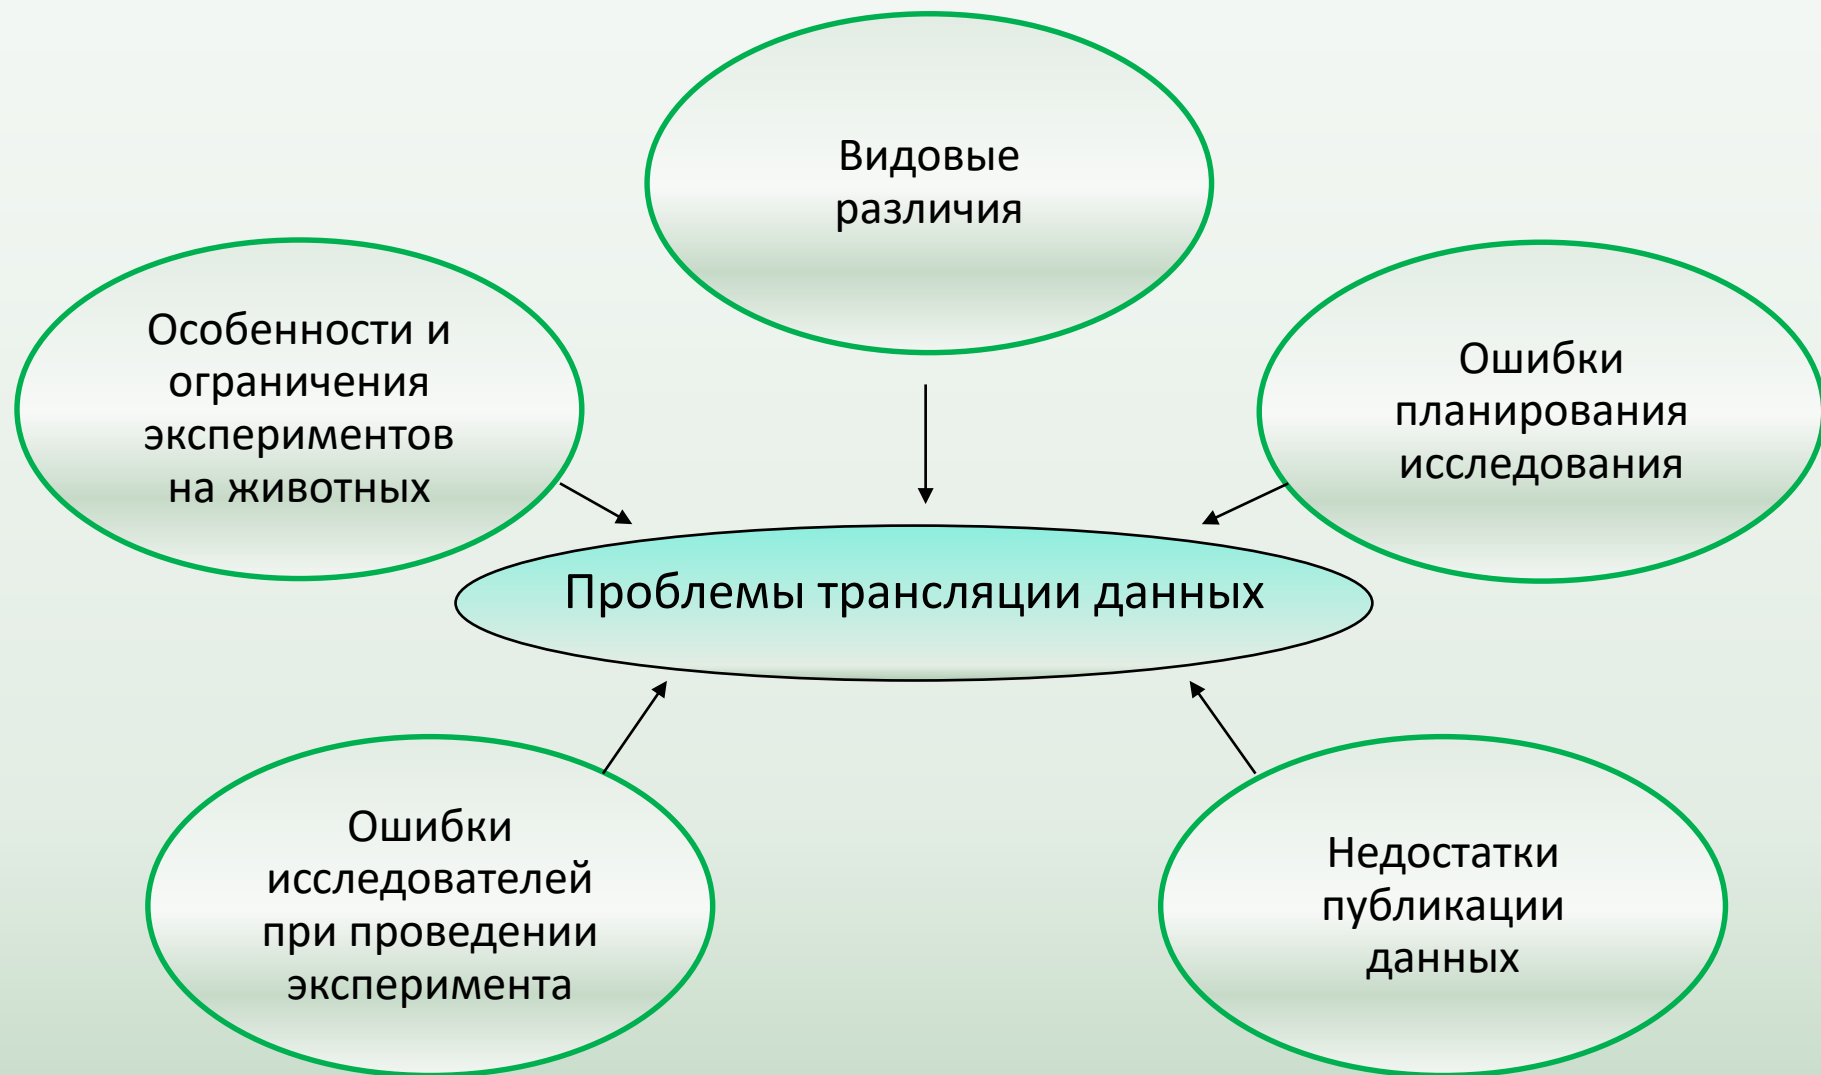 Видовые
различия
Особенности и
ограничения
экспериментов
на животных
Ошибки
планирования
исследования
Проблемы трансляции данных
Ошибки
исследователей
при проведении
эксперимента
Недостатки
публикации
данных